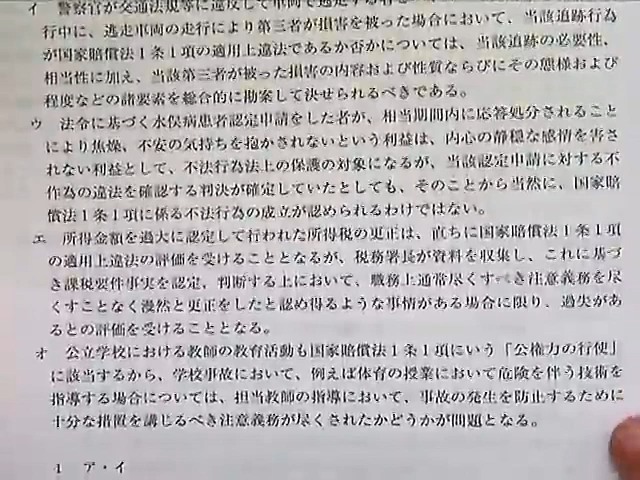 イ 警察官が交通法規等に違反して車両で逃走する
行中に、逃走車両の走行により第三者が損害を被った場合において、当該追跡行為
が国家賠償法1条1項の適用上違法であるか否かについては、当該追跡の必要性、
相当性に加え、当該第三者が被った損害の内容および性質ならびにその態様および
程度などの諸要素を総合的に勘案して決せられるべきである。
ウ 法令に基づく水俣病患者認定申請をした者が、相当期間内に応答処分されること
により焦燥、不安の気持ちを抱かされないという利益は、内心の静穏な感情を害さ
れない利益として、不法行為法上の保護の対象になるが、当該認定申請に対する不
作為の違法を確認する判決が確定していたとしても、そのことから当然に、国家賠
償法1条1項に係る不法行為の成立が認められるわけではない。
エ 所得金額を過大に認定して行われた所得税の更正は、直ちに国家賠償法1条1項
の適用上違法の評価を受けることとなるが、税務署長が資料を収集し、これに基づ
き課税要件事実を認定、判断する上において、職務上通常尽くすべき注意義務を尽
くすことなく漫然と更正をしたと認め得るような事情がある場合に限り、過失があ
るとの評価を受けることとなる。
オ 公立学校における教師の教育活動も国家賠償法1条1項にいう「公権力の行使」
に該当するから、学校事故において、例えば体育の授業において危険を伴う技術を
指導する場合については、担当教師の指導において、事故の発生を防止するために
十分な措置を講じるべき注意義務が尽くされたかどうかが問題となる。
1 ア・イ